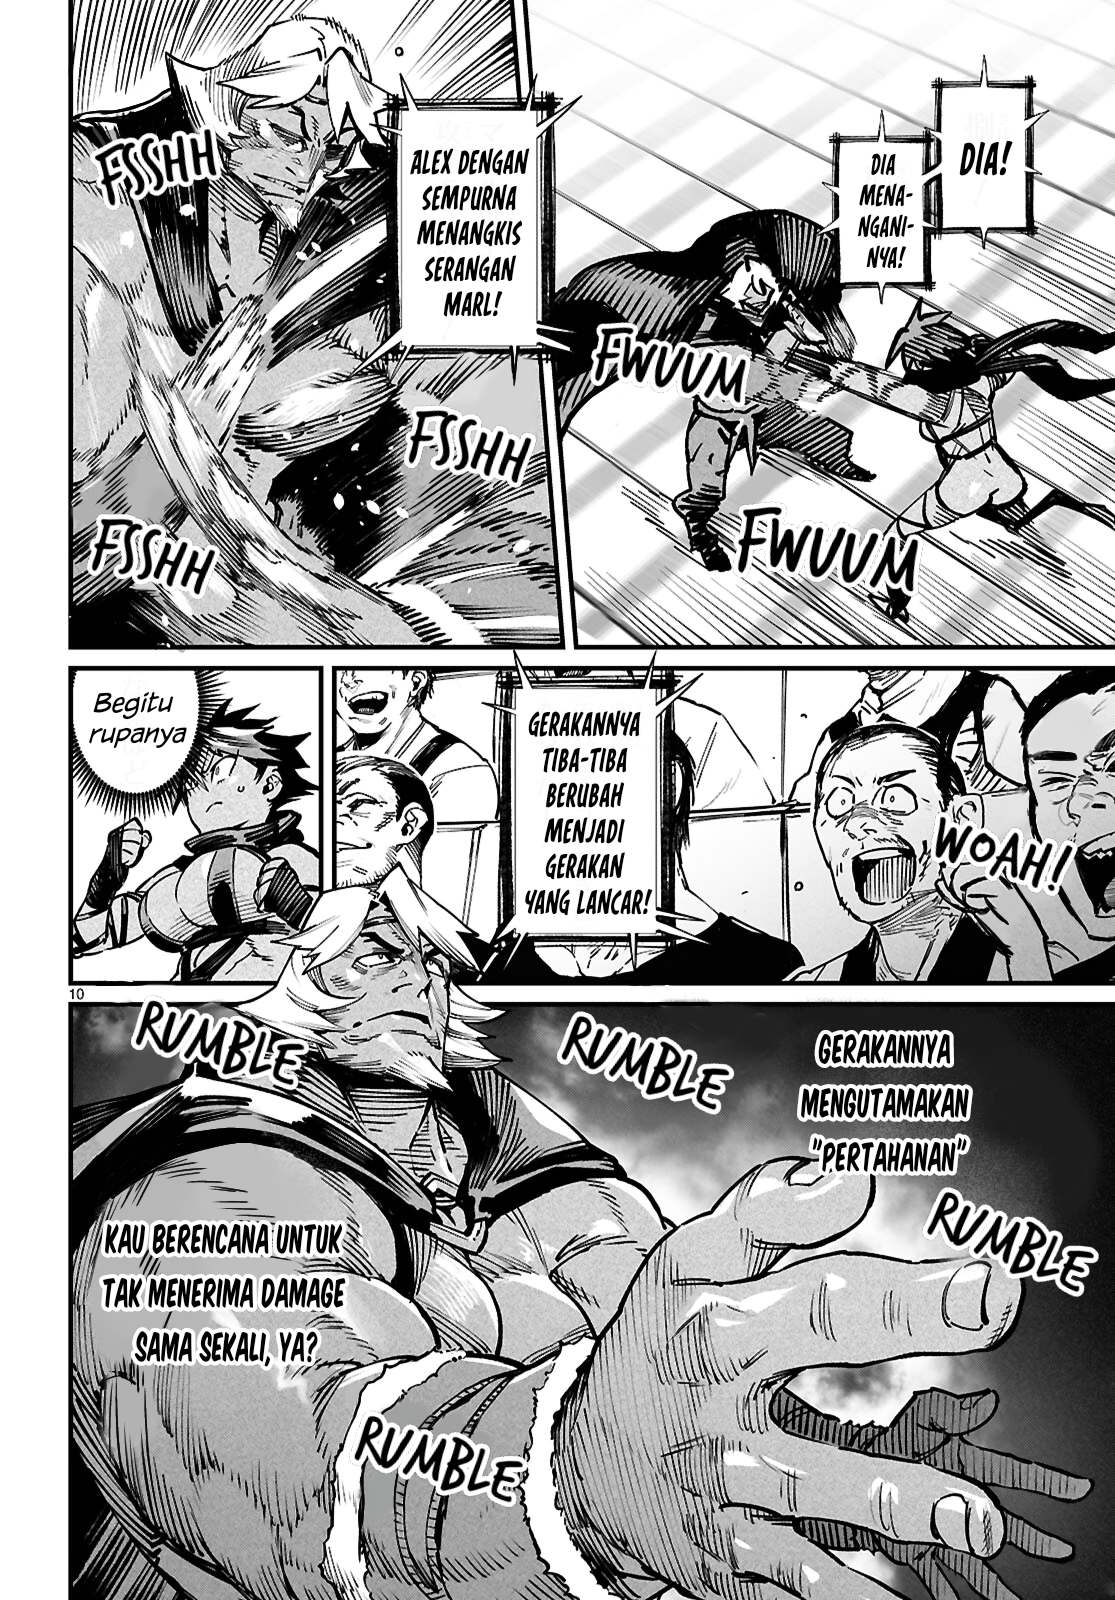 DIA!
DIA
MENA-
NGANI-
NYA!
FWUUM
FWUUM
ALEX DENGAN
SEMPURNA
MENANGKIS
SERANGAN
MARL!
FSSHH
FSSHH
FSSHH
WOAH!
GERAKANNYA
TIBA-TIBA
BERUBAH
MENJADI
GERAKAN
YANG LANCAR!
Begitu
rupanya
10
GERAKANNYA
MENGUTAMAKAN
"PERTAHANAN"
RUMBLE
RUMBLE
RUMBLE
KAU BERENCANA UNTUK
TAK MENERIMA DAMAGE
SAMA SEKALI, YA?
RUMBLE